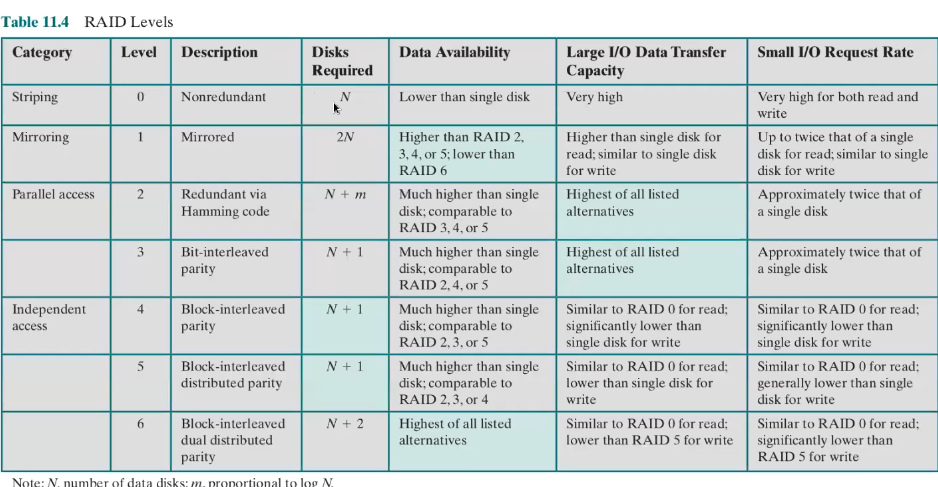 Table 11.4 RAID Levels
Category Level Description Disks Required Data Availability Large I/O Data Transfer Capacity Small I/O Request Rate
Striping 0 Nonredundant N Lower than single disk Very high Very high for both read and write
Mirroring 1 Mirrored 2N Higher than RAID 2, 3, 4, or 5; lower than RAID 6 Higher than single disk for read; similar to single disk for write Up to twice that of a single disk for read; similar to single disk for write
Parallel access 2 Redundant via Hamming code N + m Much higher than single disk; comparable to RAID 3, 4, or 5 Highest of all listed alternatives Approximately twice that of a single disk
3 Bit-interleaved parity N + 1 Much higher than single disk; comparable to RAID 2, 4, or 5 Highest of all listed alternatives Approximately twice that of a single disk
Independent access 4 Block-interleaved parity N + 1 Much higher than single disk; comparable to RAID 2, 3, or 5 Similar to RAID 0 for read; significantly lower than single disk for write Similar to RAID 0 for read; significantly lower than single disk for write
5 Block-interleaved distributed parity N + 1 Much higher than single disk; comparable to RAID 2, 3, or 4 Similar to RAID 0 for read; lower than single disk for write Similar to RAID 0 for read; generally lower than single disk for write
6 Block-interleaved dual distributed parity N + 2 Highest of all listed alternatives Similar to RAID 0 for read; lower than RAID 5 for write Similar to RAID 0 for read; significantly lower than RAID 5 for write
Note: N, number of data disks; m, proportional to log N.